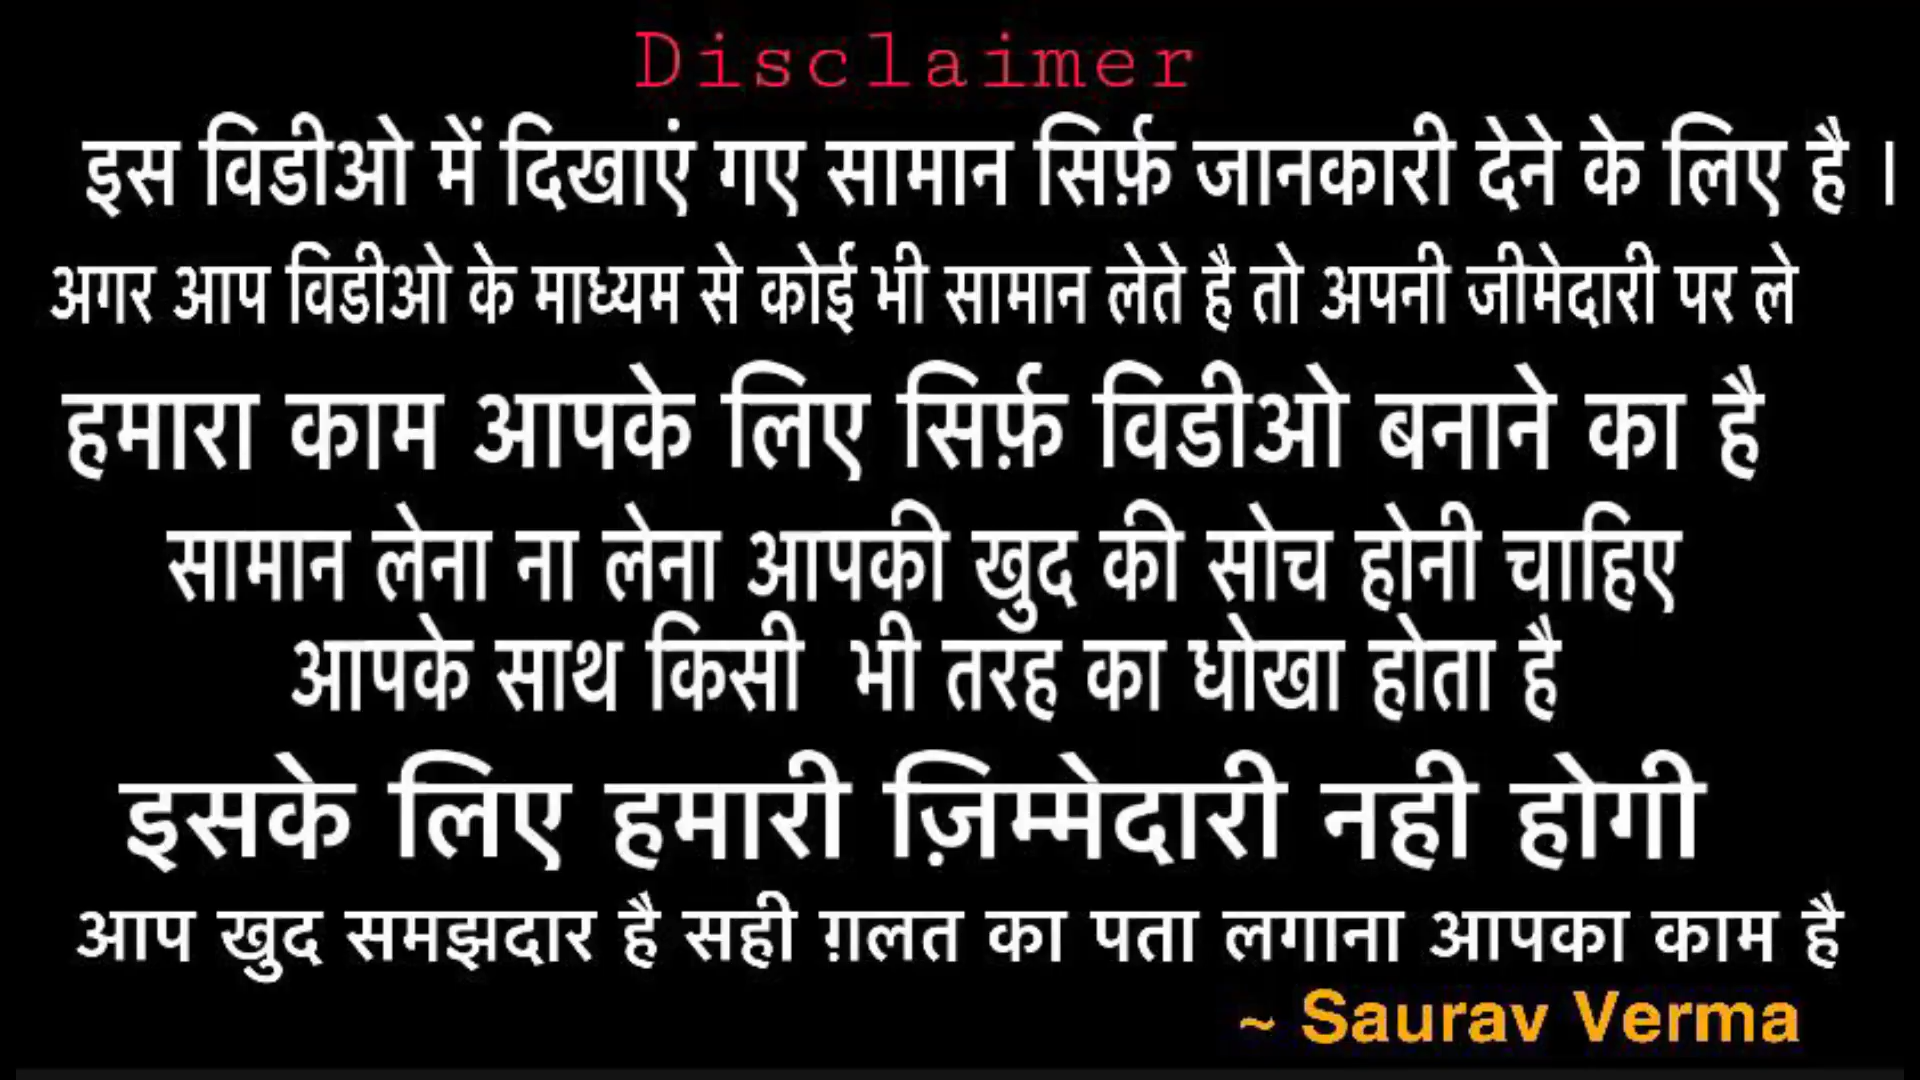 Disclaimer
इस विडीओ में दिखाएं गए सामान सिर्फ़ जानकारी देने के लिए है ।
अगर आप विडीओ के माध्यम से कोई भी सामान लेते है तो अपनी जीमेदारी पर ले
हमारा काम आपके लिए सिर्फ़ विडीओ बनाने का है
सामान लेना ना लेना आपकी खुद की सोच होनी चाहिए
आपके साथ किसी भी तरह का धोखा होता है
इसके लिए हमारी ज़िम्मेदारी नही होगी
आप खुद समझदार है सही ग़लत का पता लगाना आपका काम है
~ Saurav Verma